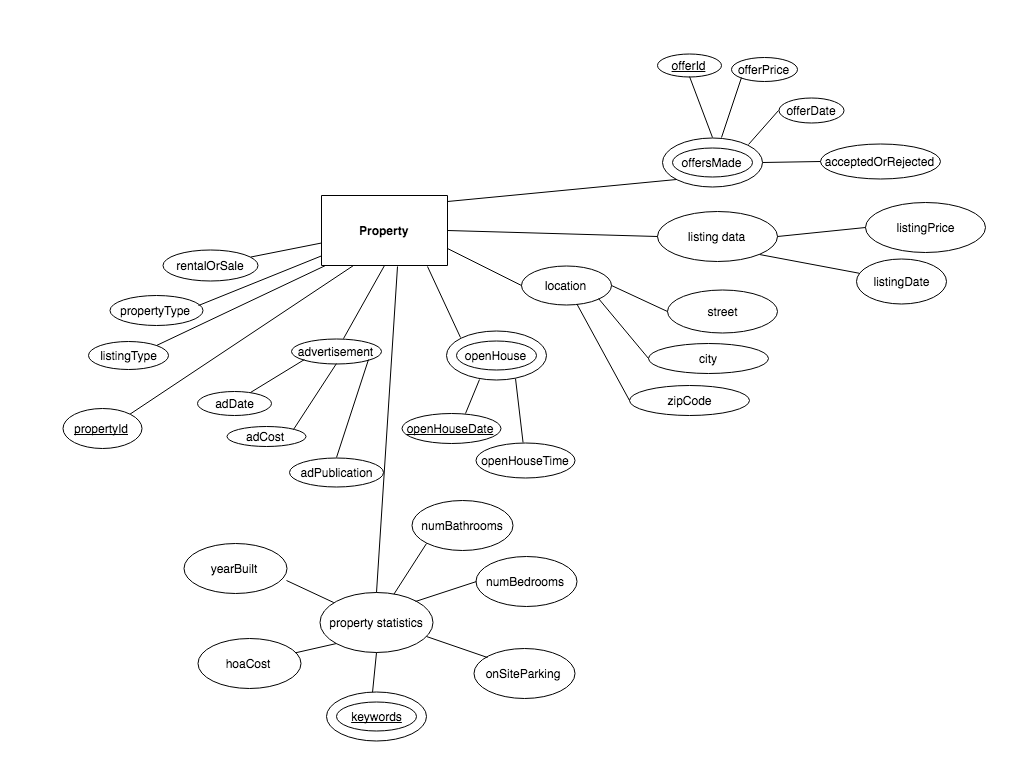 offerId
offerPrice
offerDate
offersMade
acceptedOrRejected
Property
listing data
listingPrice
rentalOrSale
location
listingDate
propertyType
street
listingType
advertisement
openHouse
city
adDate
zipCode
propertyId
adCost
openHouseDate
adPublication
openHouseTime
numBathrooms
yearBuilt
numBedrooms
property statistics
hoaCost
onSiteParking
keywords